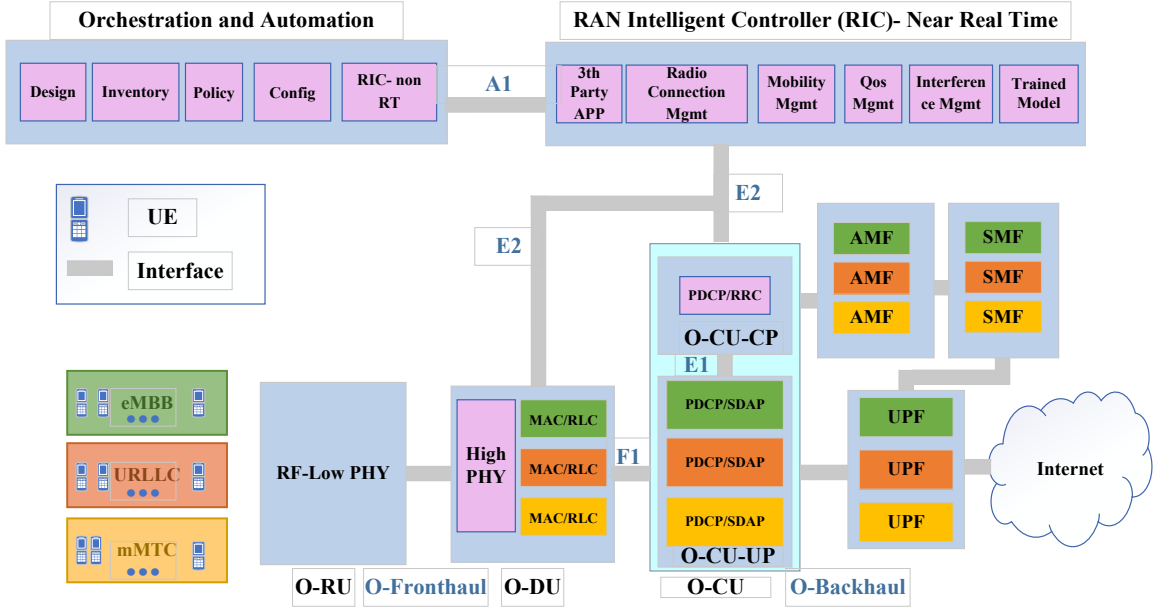 Orchestration and Automation
RAN Intelligent Controller (RIC)- Near Real Time
Design
Inventory
Policy
Config
RIC- non
RT
A1
3th
Party
APP
Radio
Connection
Mgmt
Mobility
Mgmt
Qos
Mgmt
Interferen
ce Mgmt
Trained
Model
UE
Interface
E2
E2
AMF
AMF
AMF
SMF
SMF
SMF
PDCP/RRC
O-CU-CP
E1
eMBB
URLLC
mMTC
RF-Low PHY
High
PHY
MAC/RLC
MAC/RLC
MAC/RLC
F1
PDCP/SDAP
PDCP/SDAP
PDCP/SDAP
O-CU-UP
UPF
UPF
UPF
Internet
O-RU
O-Fronthaul
O-DU
O-CU
O-Backhaul